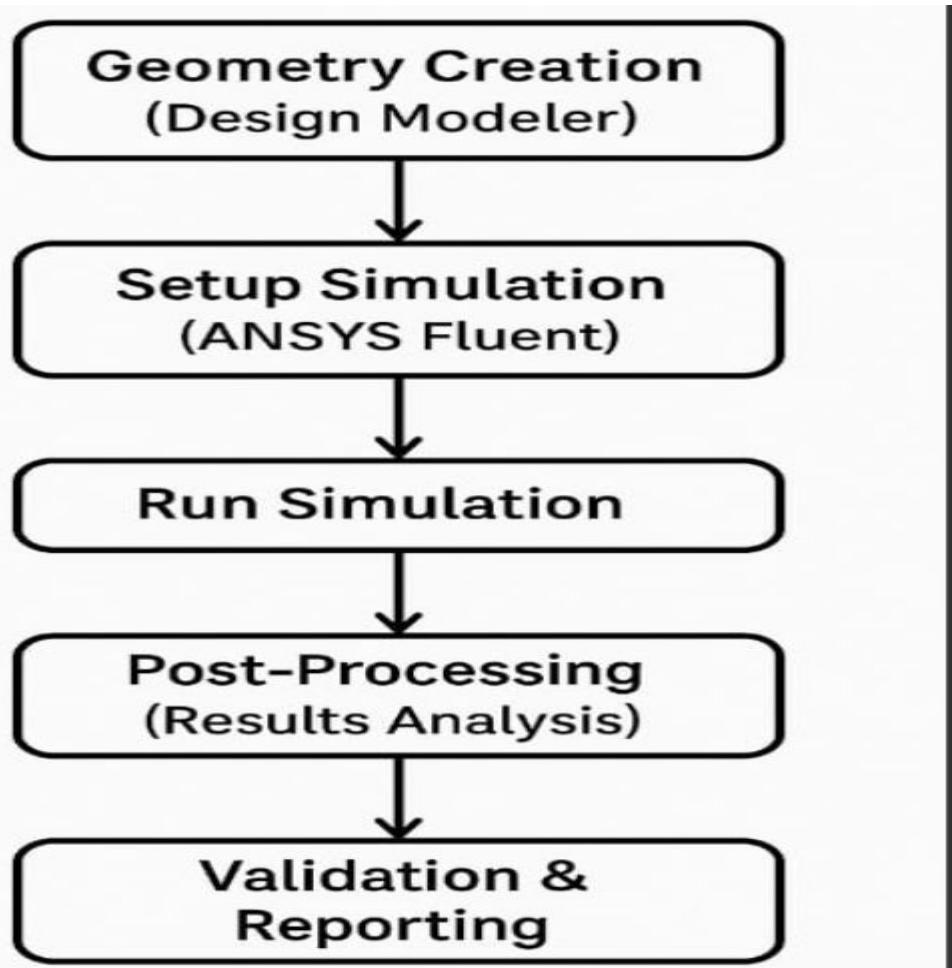 Geometry Creation
(Design Modeler)
Setup Simulation
(ANSYS Fluent)
Run Simulation
Post-Processing
(Results Analysis)
Validation &
Reporting